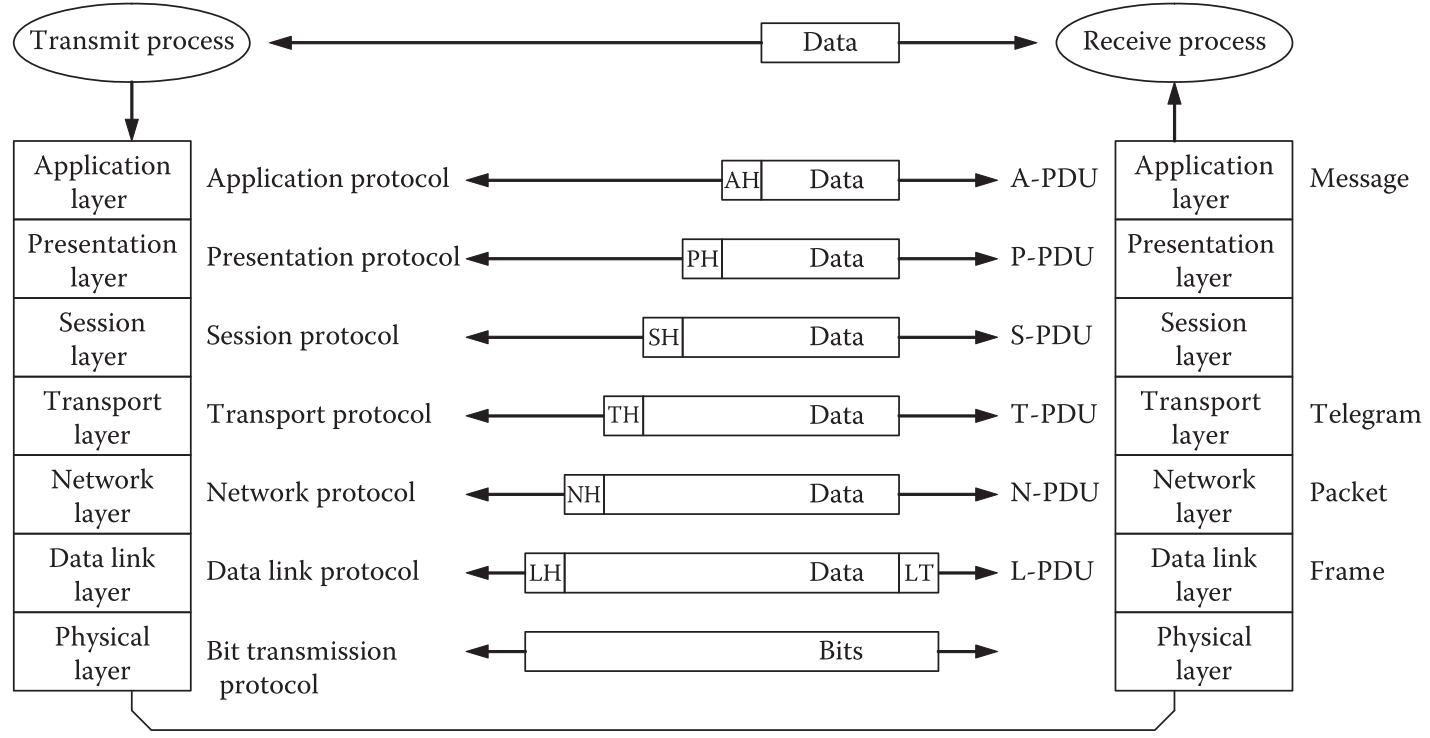 Transmit process
Data
Receive process
Application
layer
Application protocol
AH
Data
A-PDU
Application
layer
Message
Presentation
layer
Presentation protocol
PH
Data
P-PDU
Presentation
layer
Session
layer
Session protocol
SH
Data
S-PDU
Session
layer
Transport
layer
Transport protocol
TH
Data
T-PDU
Transport
layer
Telegram
Network
layer
Network protocol
NH
Data
N-PDU
Network
layer
Packet
Data link
layer
Data link protocol
LH
Data
LT
L-PDU
Data link
layer
Frame
Physical
layer
Bit transmission
protocol
Bits
Physical
layer